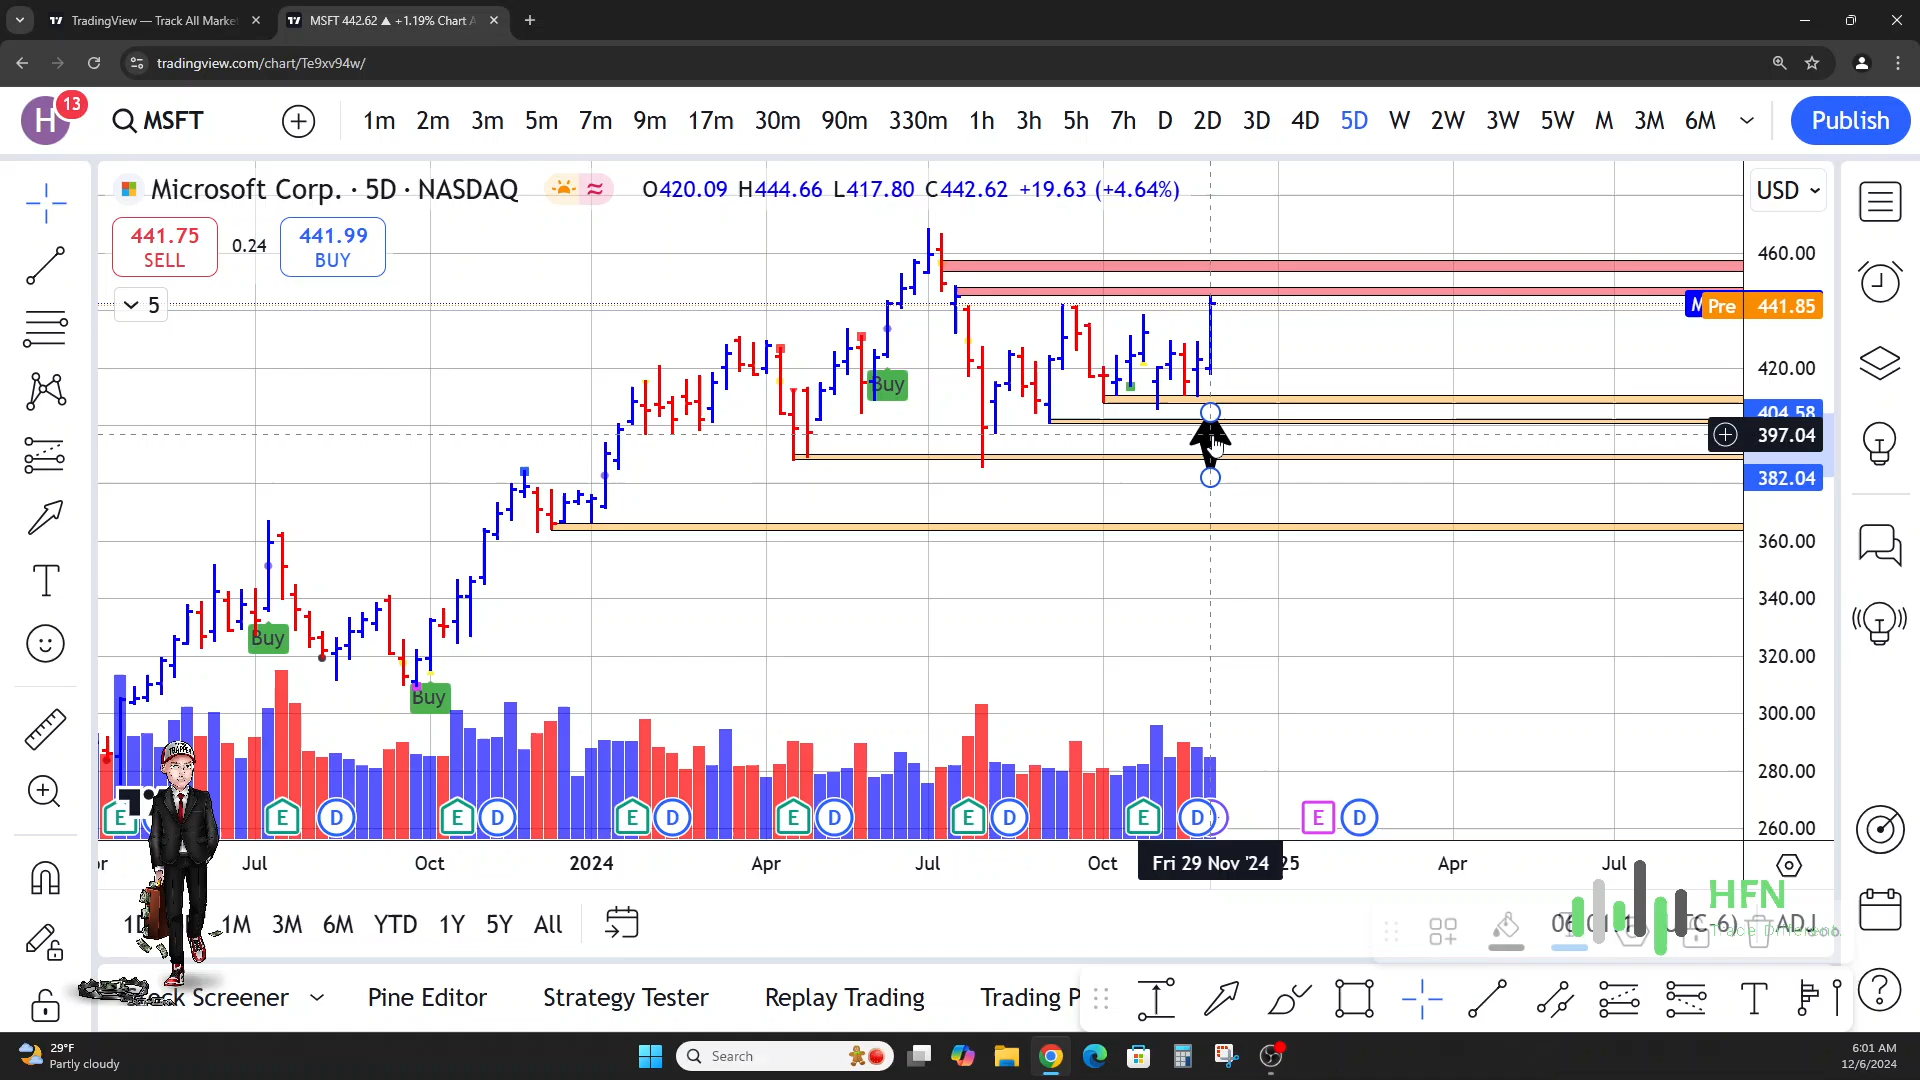 TradingView — Track All Marke
MSFT 442.62 ▲ +1.19% Chart A
tradingview.com/chart/Te9xv94w/
H
13
MSFT
1m 2m 3m 5m 7m 9m 17m 30m 90m 330m 1h 3h 5h 7h D 2D 3D 4D 5D W 2W 3W 5W M 3M 6M
Publish
Microsoft Corp. · 5D · NASDAQ
O420.09 H444.66 L417.80 C442.62 +19.63 (+4.64%)
USD
441.75
SELL
0.24
441.99
BUY
5
460.00
M
Pre 441.85
420.00
404.58
397.04
382.04
360.00
340.00
320.00
300.00
280.00
260.00
Buy
Buy
Buy
TRAPPER
E E D E D E D E D E D E D E D
Jul Oct 2024 Apr Jul Oct Fri 29 Nov '24 25 Apr Jul
HFN
Trade Different
1D 1M 3M 6M YTD 1Y 5Y All
ADJ
Screener
Pine Editor
Strategy Tester
Replay Trading
Trading P
T
29°F
Partly cloudy
Search
6:01 AM
12/6/2024